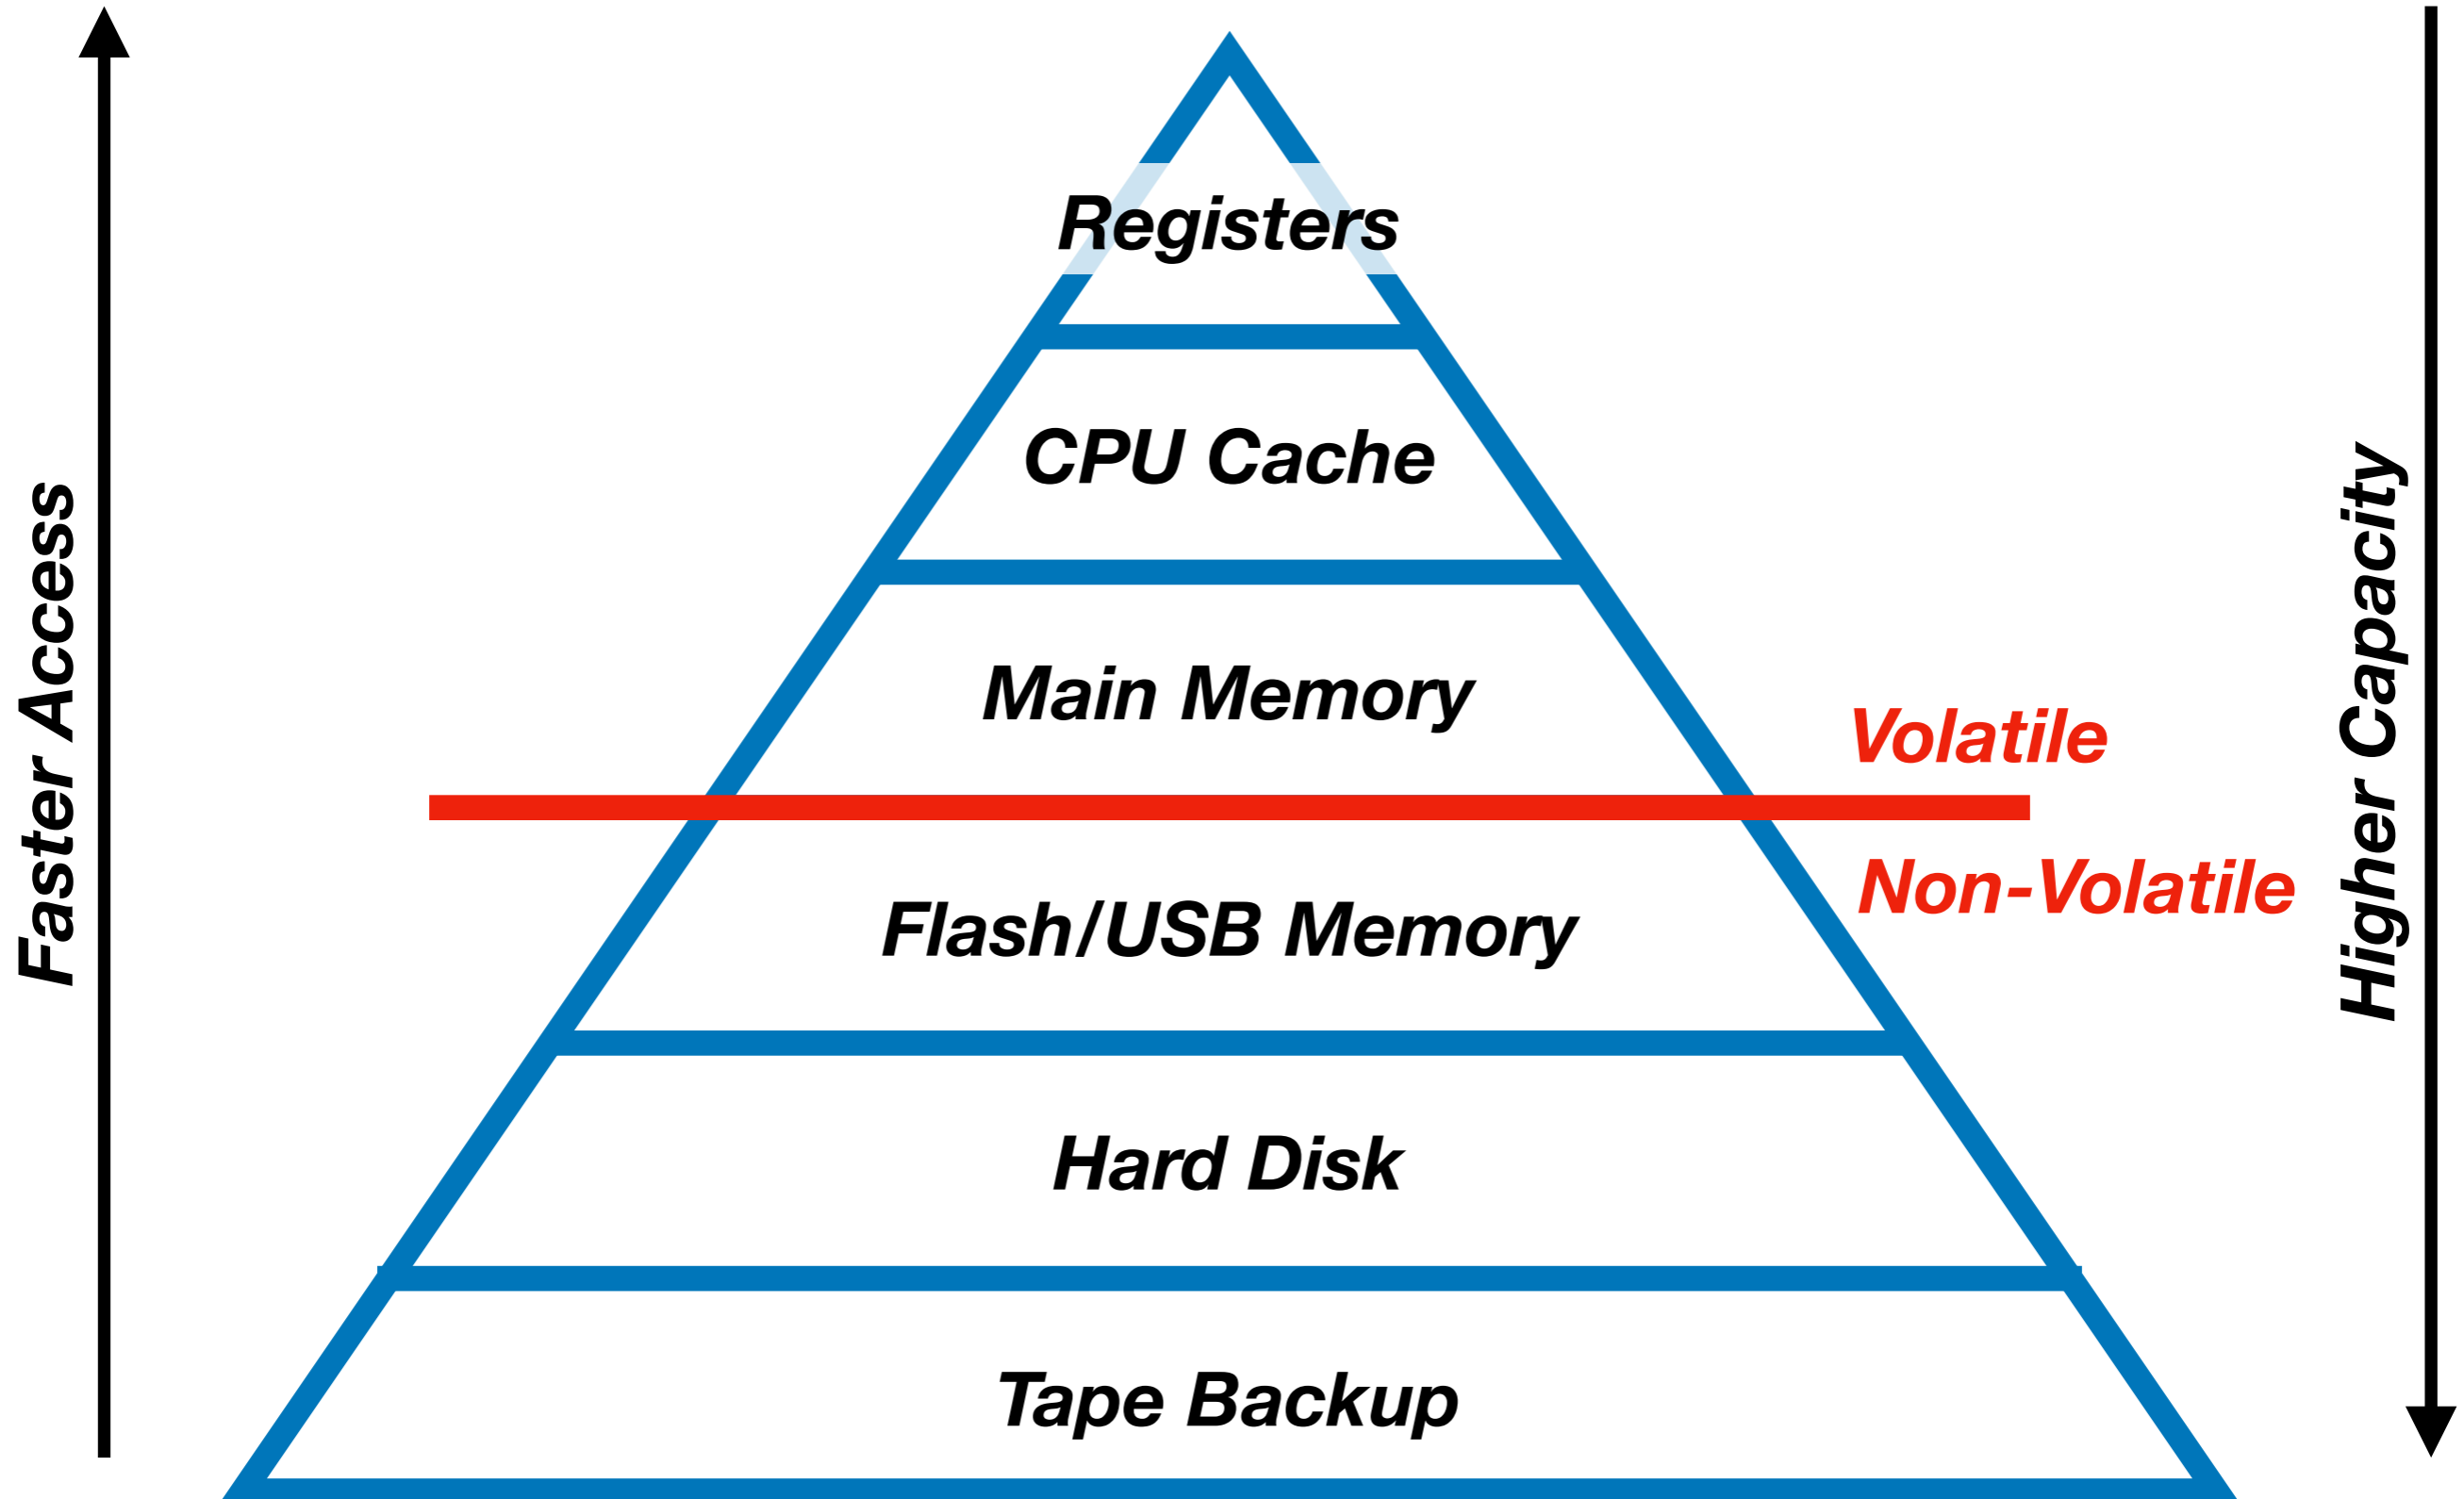 Faster Access
Registers
CPU Cache
Main Memory
Volatile
Non-Volatile
Flash/USB Memory
Hard Disk
Tape Backup
Higher Capacity